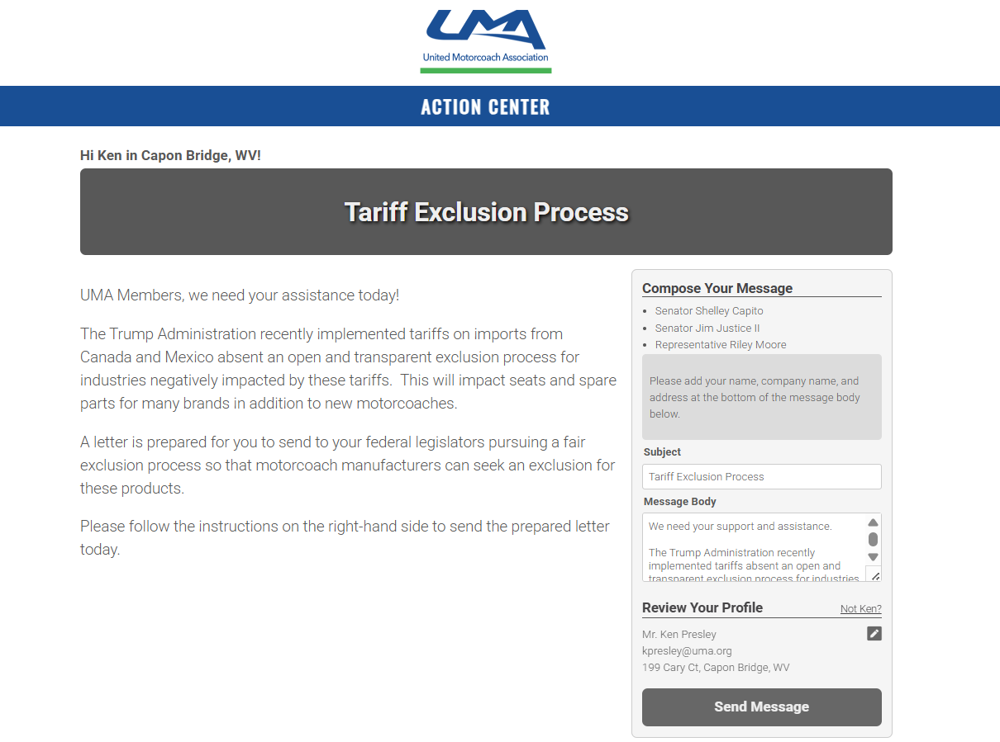 UMA
United Motorcoach Association
ACTION CENTER
Hi Ken in Capon Bridge, WV!
Tariff Exclusion Process
UMA Members, we need your assistance today!
The Trump Administration recently implemented tariffs on imports from
Canada and Mexico absent an open and transparent exclusion process for
industries negatively impacted by these tariffs.  This will impact seats and spare
parts for many brands in addition to new motorcoaches.
A letter is prepared for you to send to your federal legislators pursuing a fair
exclusion process so that motorcoach manufacturers can seek an exclusion for
these products.
Please follow the instructions on the right-hand side to send the prepared letter
today.
Compose Your Message
• Senator Shelley Capito
• Senator Jim Justice II
• Representative Riley Moore
Please add your name, company name, and
address at the bottom of the message body
below.
Subject
Tariff Exclusion Process
Message Body
We need your support and assistance.
The Trump Administration recently
implemented tariffs absent an open and
transparent exclusion process for industries
Review Your Profile
Not Ken?
Mr. Ken Presley
kpresley@uma.org
199 Cary Ct, Capon Bridge, WV
Send Message